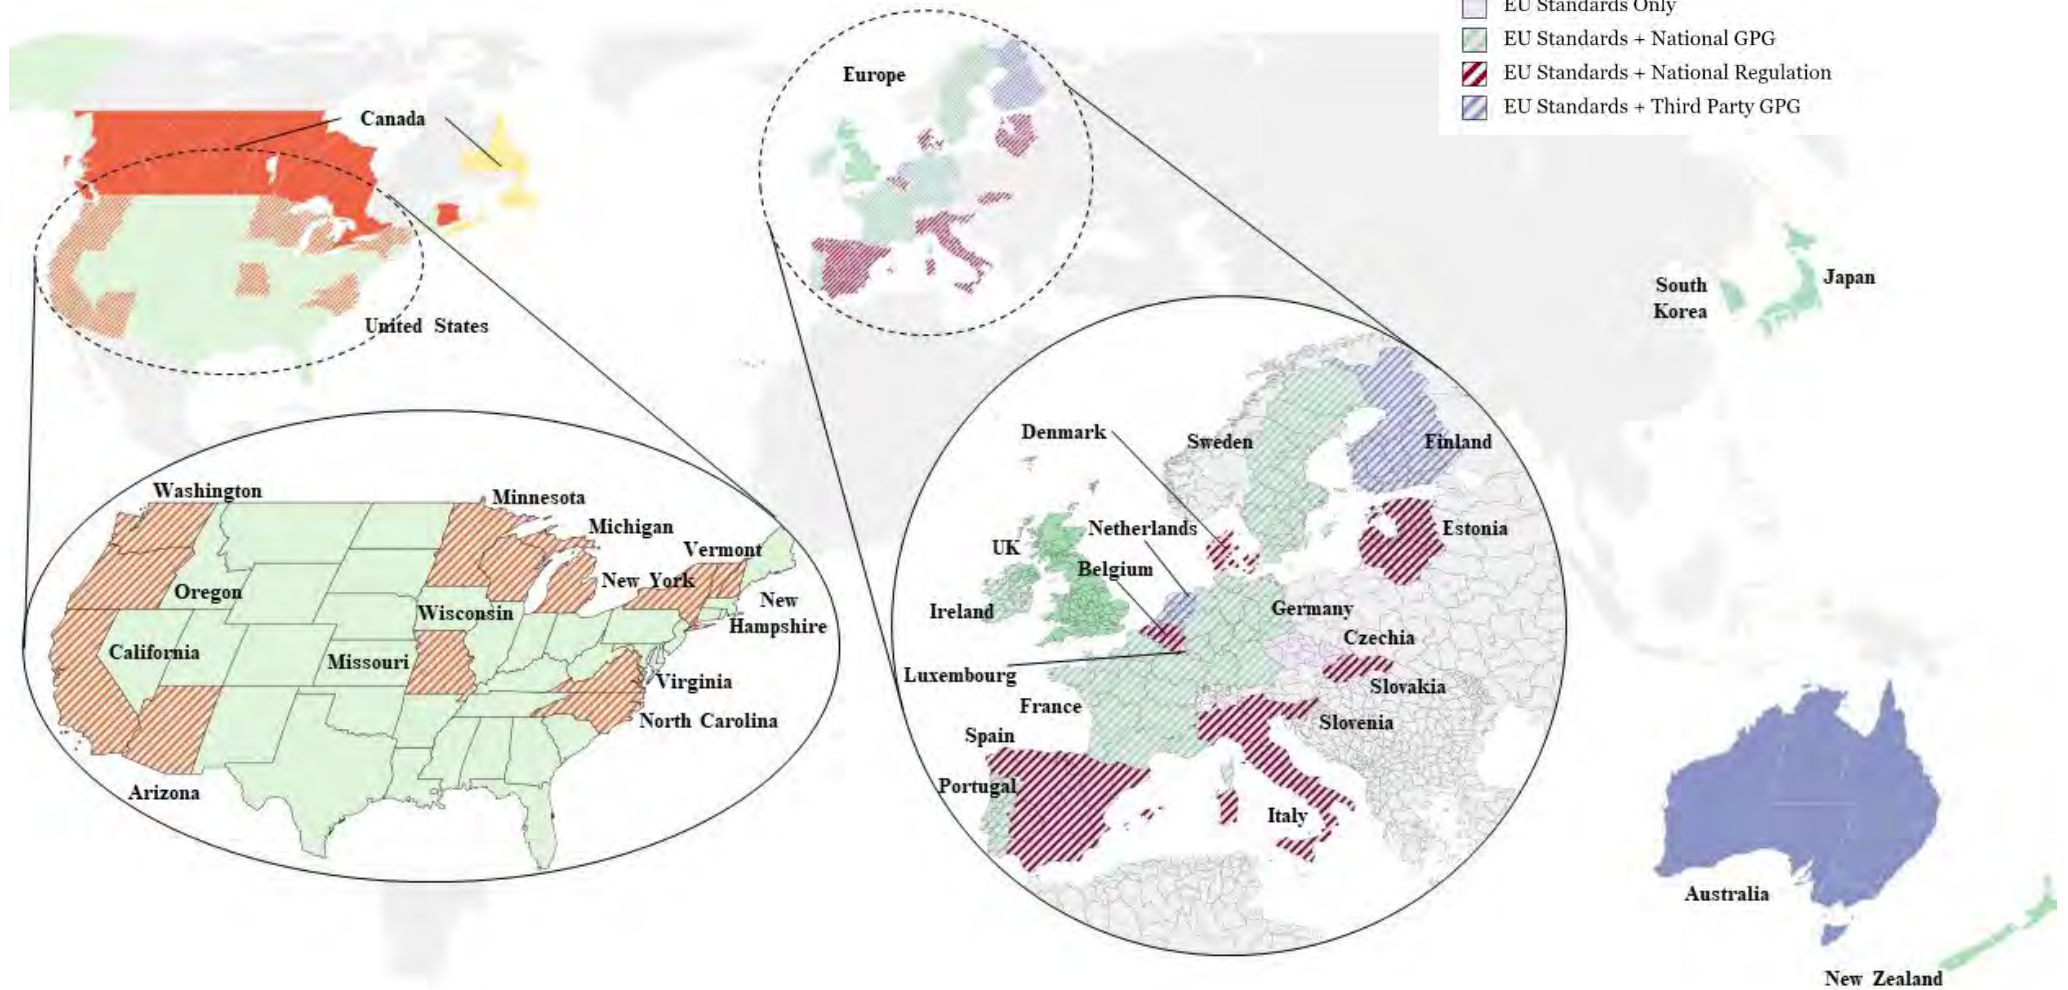 EU Standards Only
EU Standards + National GPG
EU Standards + National Regulation
EU Standards + Third Party GPG
Europe
Canada
United States
South
Korea
Japan
Washington
Minnesota
Michigan
Vermont
New York
Oregon
Wisconsin
New
Hampshire
California
Missouri
Virginia
North Carolina
Arizona
Denmark
Sweden
Finland
Netherlands
Estonia
UK
Belgium
Ireland
Germany
Czechia
Luxembourg
Slovakia
France
Slovenia
Spain
Portugal
Italy
Australia
New Zealand